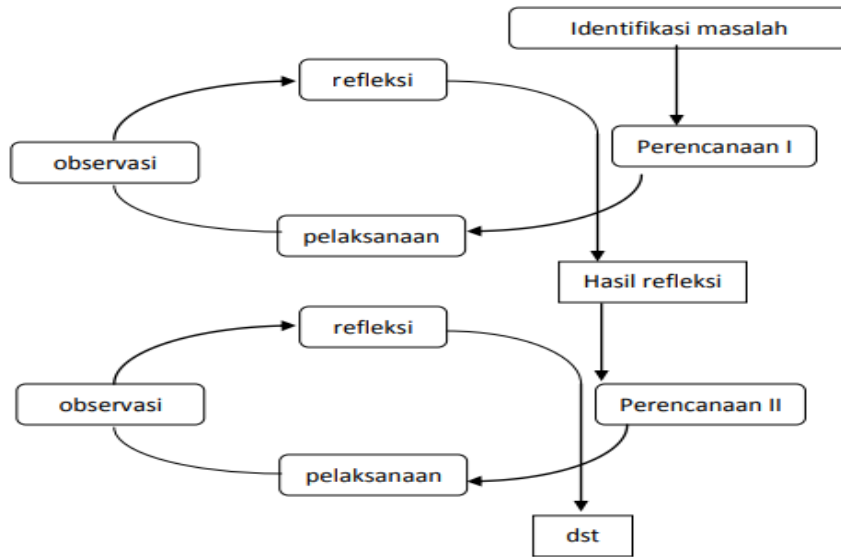 Identifikasi masalah
refleksi
Perencanaan I
observasi
pelaksanaan
Hasil refleksi
refleksi
observasi
Perencanaan II
pelaksanaan
dst